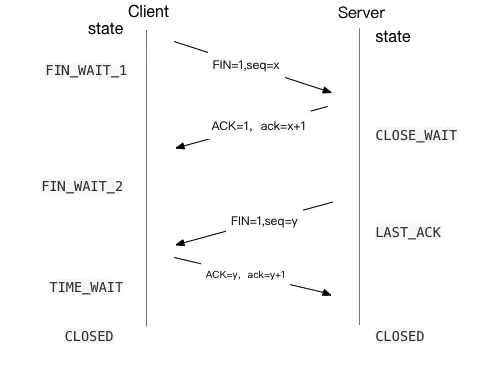 Client
Server
state
state
FIN_WAIT_1
FIN=1,seq=x
ACK=1, ack=x+1
CLOSE_WAIT
FIN_WAIT_2
FIN=1,seq=y
LAST_ACK
ACK=y, ack=y+1
TIME_WAIT
CLOSED
CLOSED